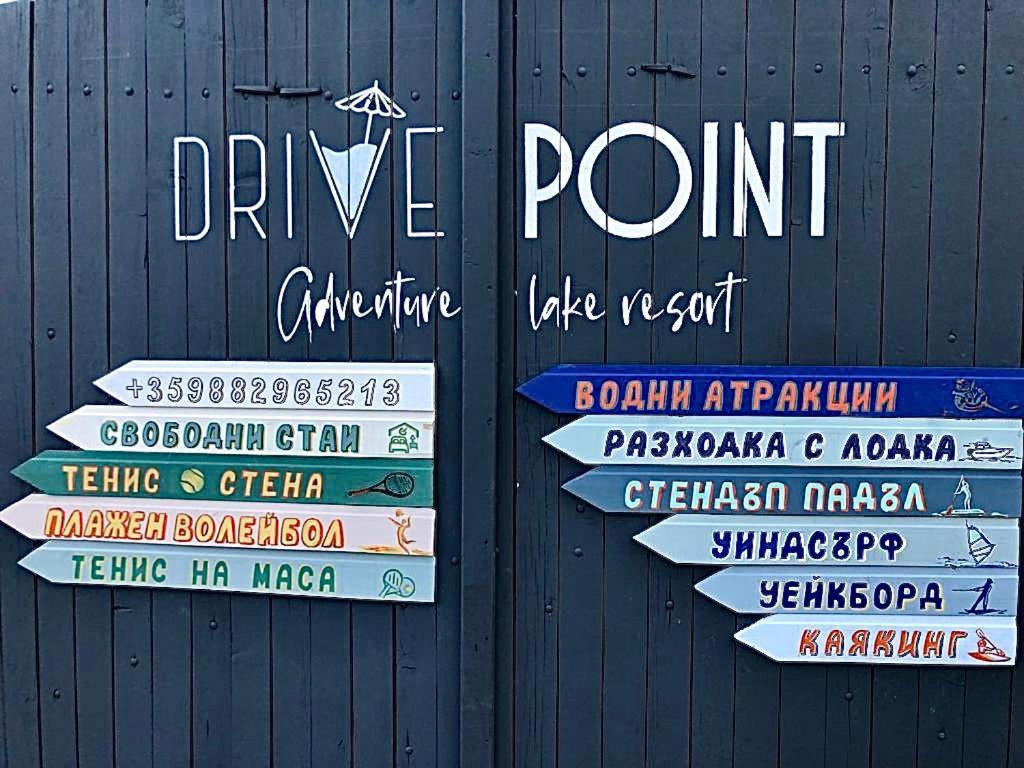 DRIVE POINT
Adventure lake resort
+359882965213
СВОБОДНИ СТАИ
ТЕНИС СТЕНА
ПЛАЖЕН ВОЛЕЙБОЛ
ТЕНИС НА МАСА
ВОДНИ АТРАКЦИИ
РАЗХОДКА С ЛОДКА
СТЕНДЪП ПАДЪЛ
УИНДСЪРФ
УЕЙКБОРД
КАЯКИНГ